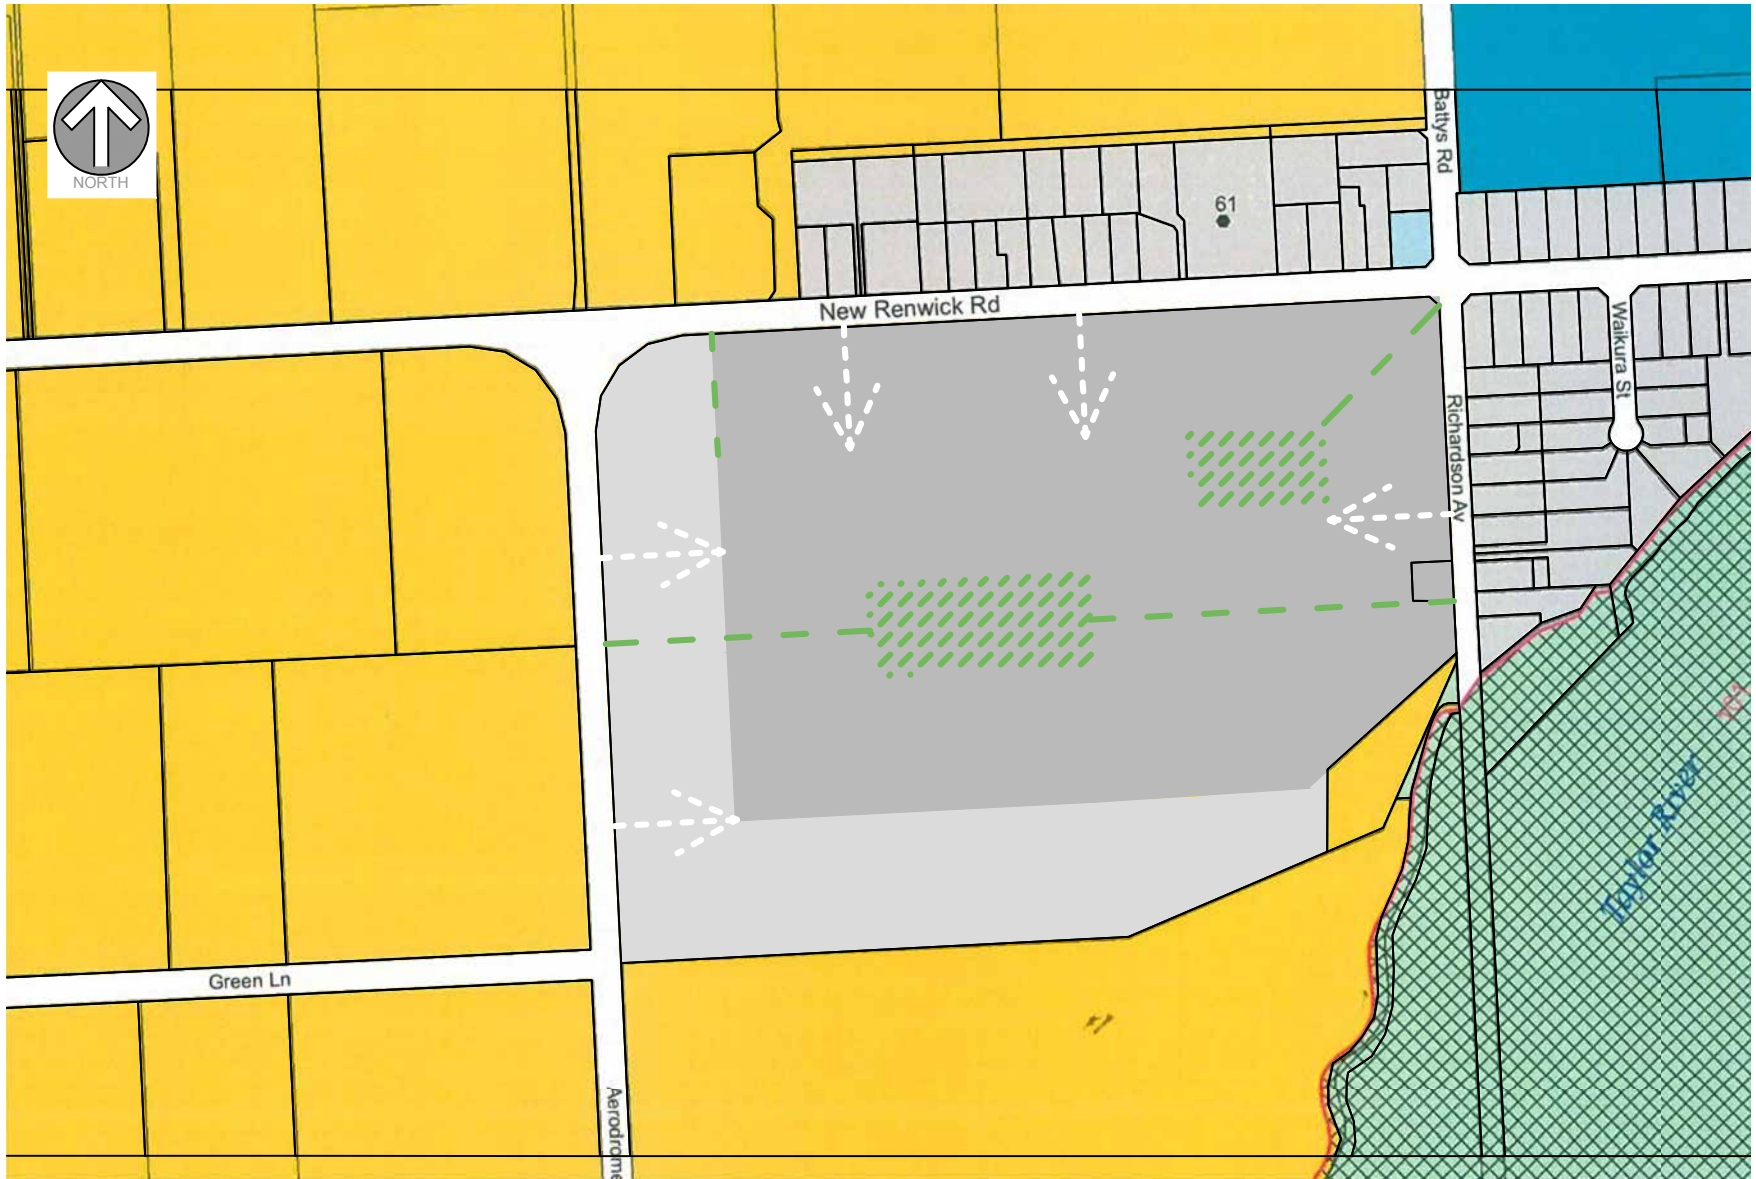 NORTH
Battys Rd
61
New Renwick Rd
Waikura St
Richardson Av
Taylor River
Green Ln
Aerodrome